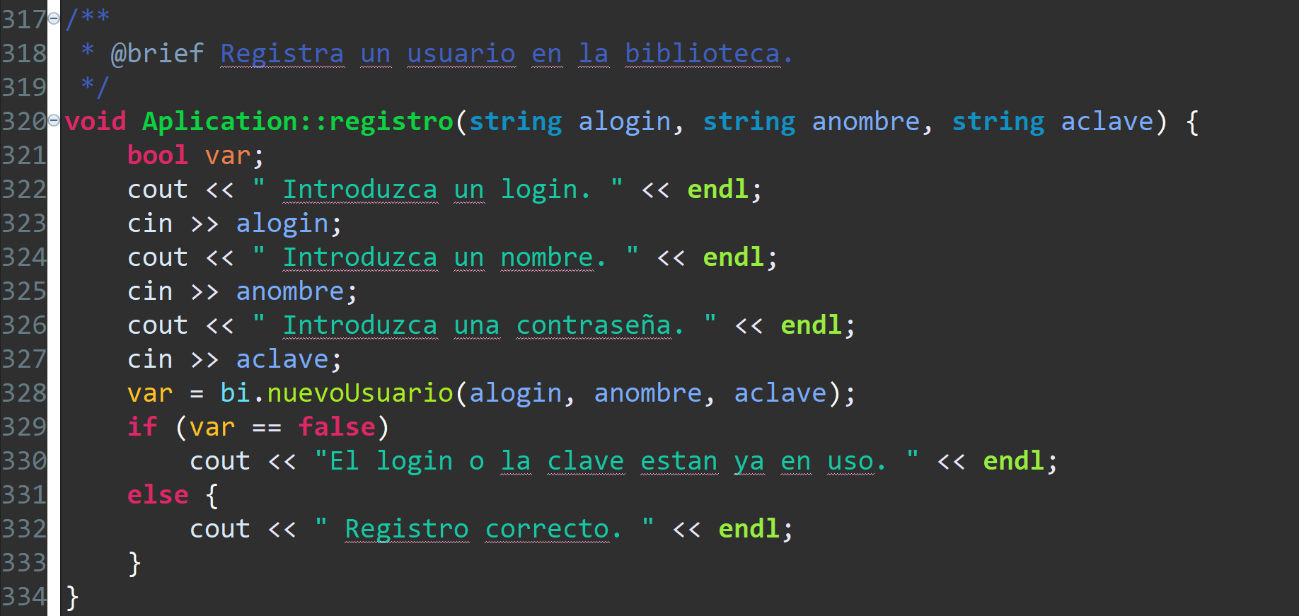 317 /**
318  * @brief Registra un usuario en la biblioteca.
319  */
320 void Aplication::registro(string alogin, string anombre, string aclave) {
321     bool var;
322     cout << " Introduzca un login. " << endl;
323     cin >> alogin;
324     cout << " Introduzca un nombre. " << endl;
325     cin >> anombre;
326     cout << " Introduzca una contraseña. " << endl;
327     cin >> aclave;
328     var = bi.nuevoUsuario(alogin, anombre, aclave);
329     if (var == false)
330         cout << "El login o la clave estan ya en uso. " << endl;
331     else {
332         cout << " Registro correcto. " << endl;
333     }
334 }